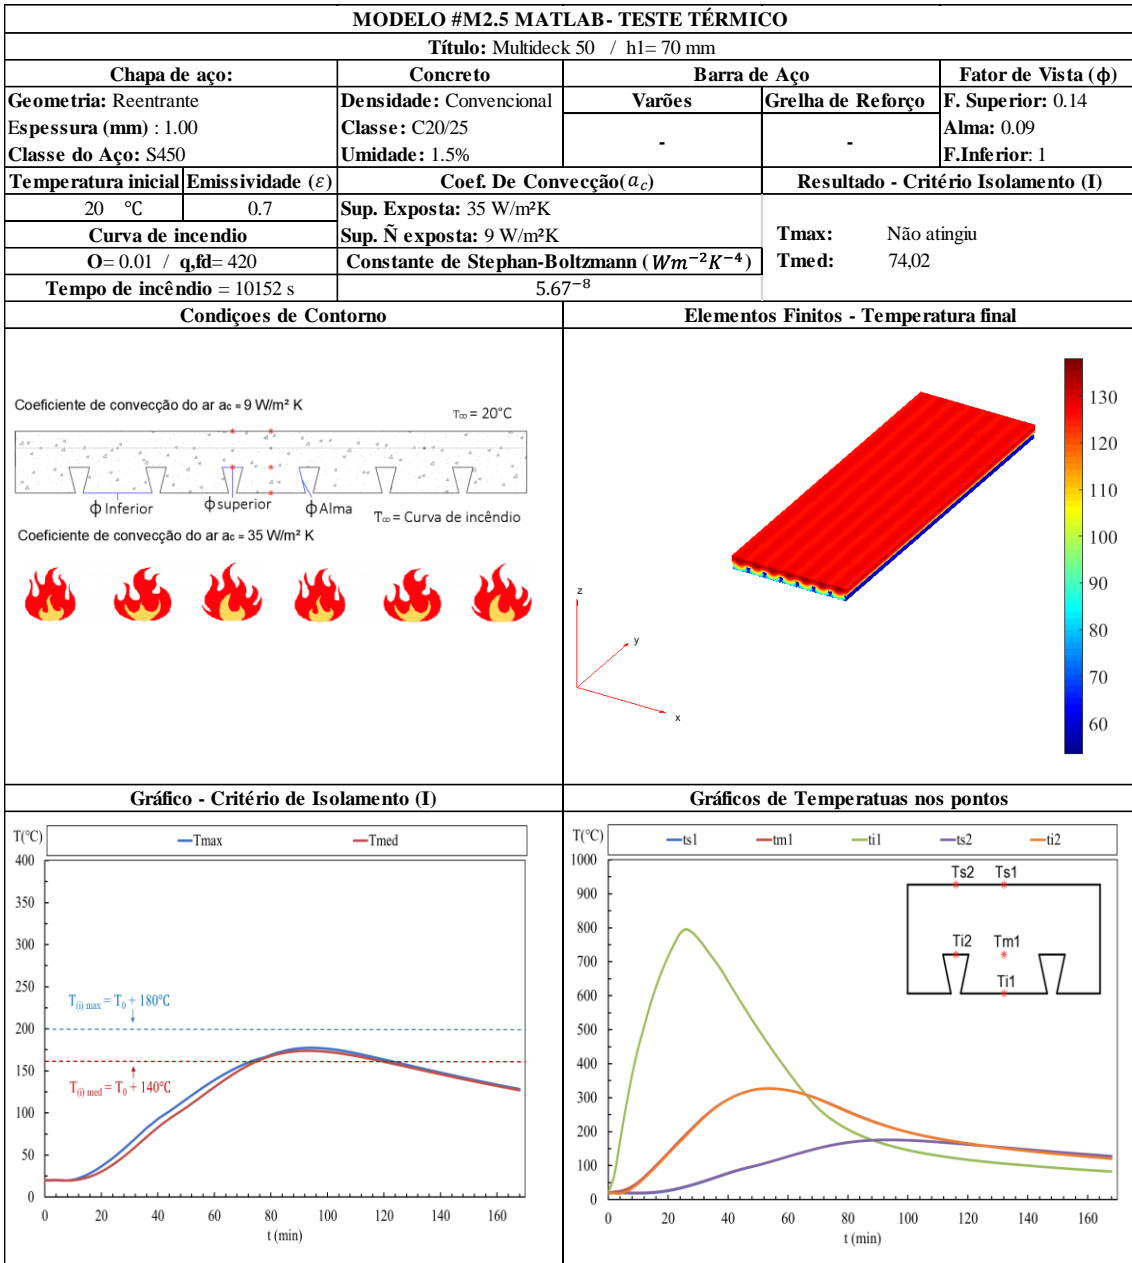 MODELO #M2.5 MATLAB- TESTE TÉRMICO
Título: Multideck 50 / h1= 70 mm
Chapa de aço:
Geometria: Reentrante
Espessura (mm) : 1.00
Classe do Aço: S450
Concreto
Densidade: Convencional
Classe: C20/25
Umidade: 1.5%
Barra de Aço
Varões
-
Grelha de Reforço
-
Fator de Vista (ϕ)
F. Superior: 0.14
Alma: 0.09
F.Inferior: 1
Temperatura inicial
20 °C
Emissividade (ε)
0.7
Curva de incendio
O= 0.01 / q,fd= 420
Tempo de incêndio = 10152 s
Coef. De Convecção(a_c)
Sup. Exposta: 35 W/m²K
Sup. Ñ exposta: 9 W/m²K
Constante de Stephan-Boltzmann (Wm⁻²K⁻⁴)
5.67⁻⁸
Resultado - Critério Isolamento (I)
Tmax: Não atingiu
Tmed: 74,02
Condiçoes de Contorno
Coeficiente de convecção do ar ac = 9 W/m² K
T∞ = 20°C
ϕ Inferior
ϕ superior
ϕ Alma
T∞ = Curva de incêndio
Coeficiente de convecção do ar ac = 35 W/m² K
Elementos Finitos - Temperatura final
z
y
x
130
120
110
100
90
80
70
60
Gráfico - Critério de Isolamento (I)
T(°C)
Tmax
Tmed
400
350
300
250
200
150
100
50
0
T(i) max = T0 + 180°C
T(i) med = T0 + 140°C
0 20 40 60 80 100 120 140 160
t (min)
Gráficos de Temperatuas nos pontos
T(°C)
ts1
tm1
ti1
ts2
ti2
1000
900
800
700
600
500
400
300
200
100
0
Ts2 Ts1
Ti2 Tm1
Ti1
0 20 40 60 80 100 120 140 160
t (min)